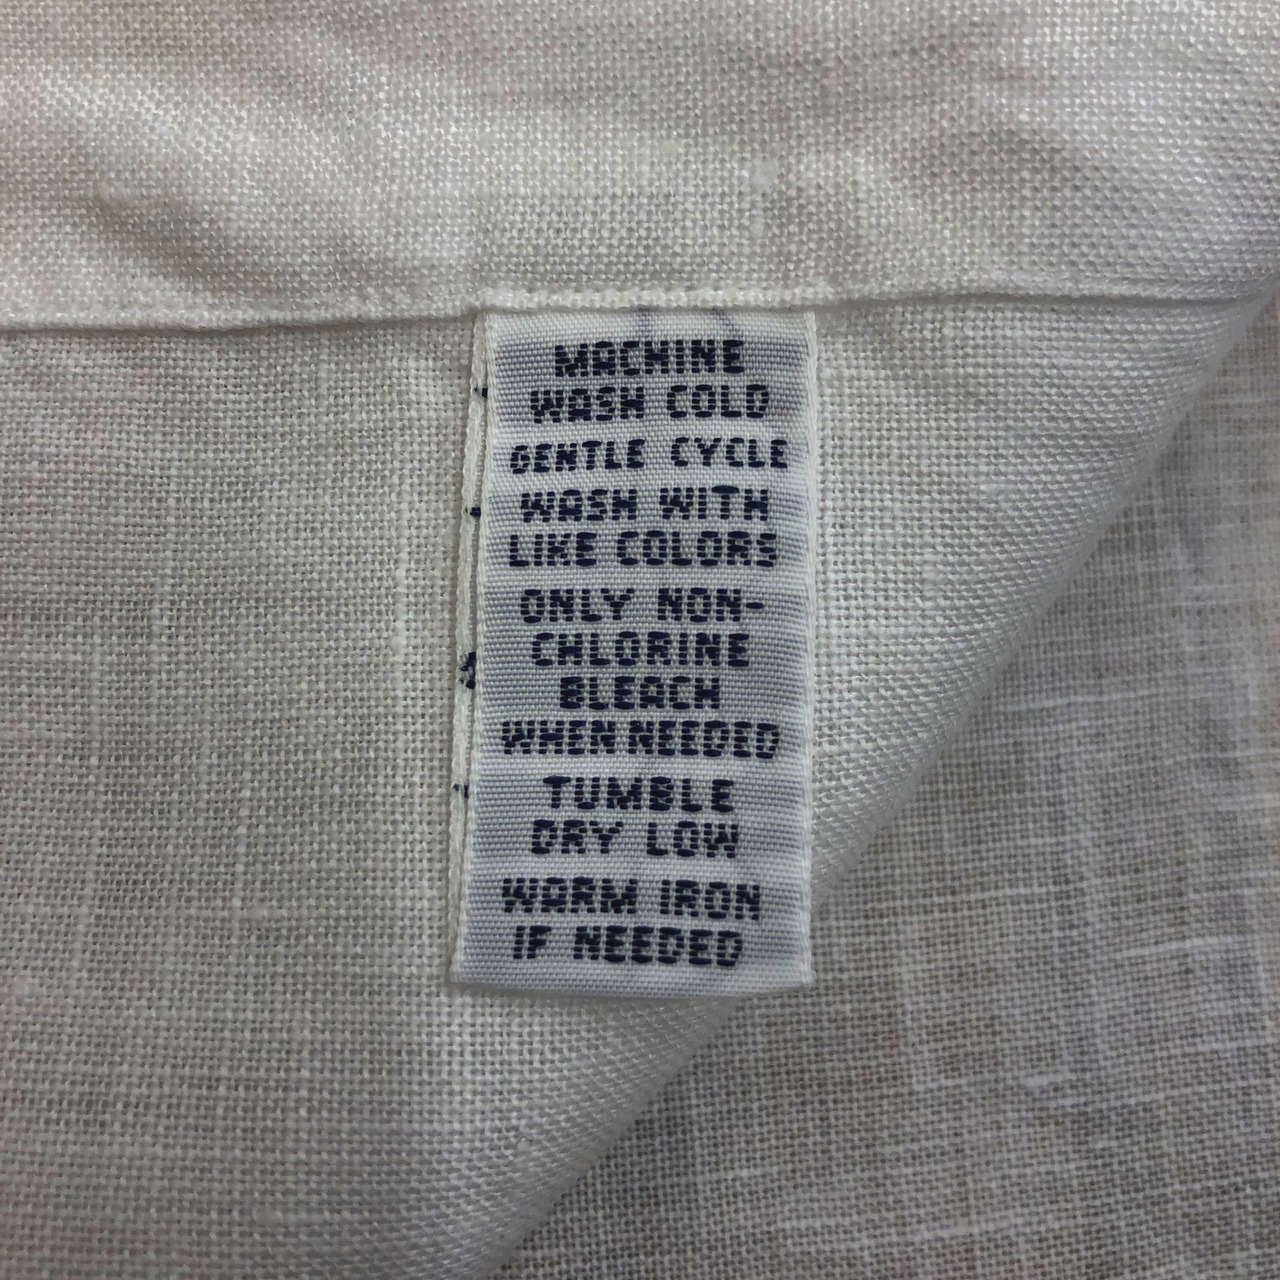 MACHINE
WASH COLD
GENTLE CYCLE
WASH WITH
LIKE COLORS
ONLY NON-
CHLORINE
BLEACH
WHEN NEEDED
TUMBLE
DRY LOW
WARM IRON
IF NEEDED